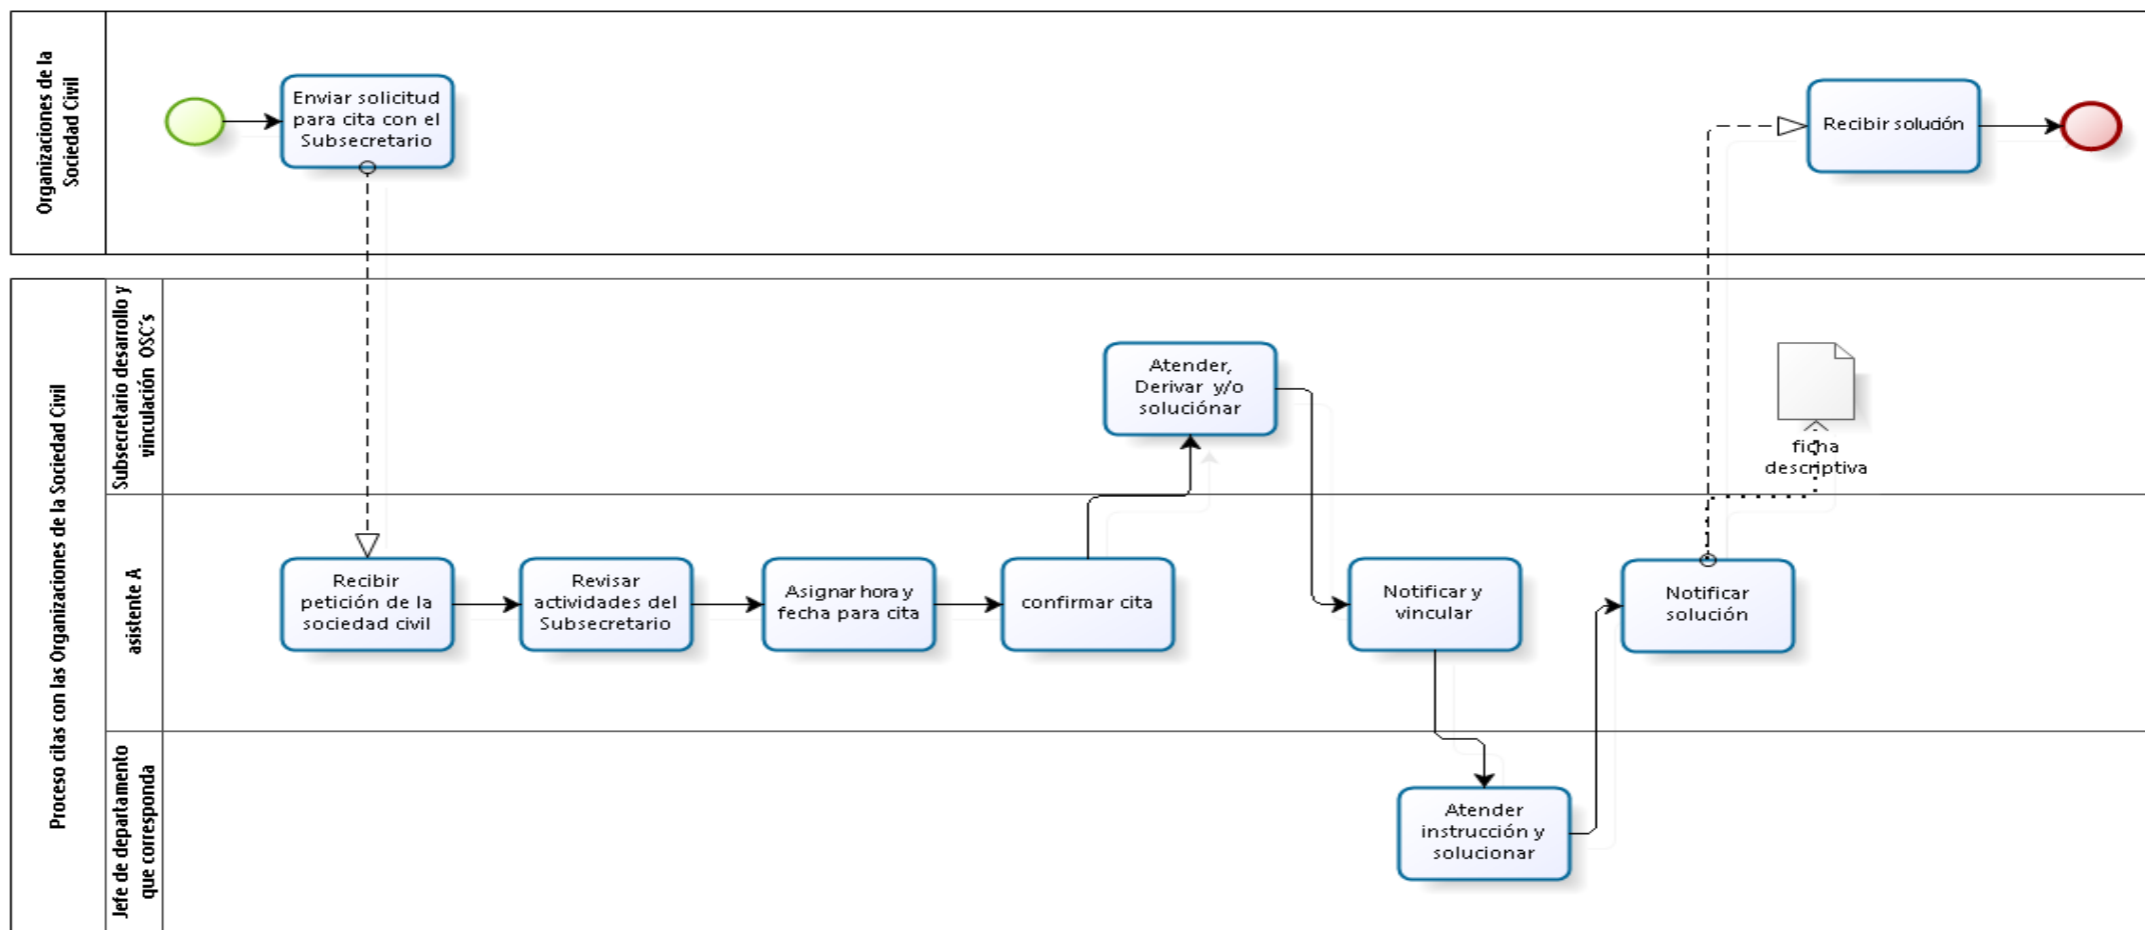 Organizaciones de la
Sociedad Civil
Enviar solicitud
para cita con el
Subsecretario
Recibir solución
Proceso citas con las Organizaciones de la Sociedad Civil
Subsecretario desarrollo y
vinculación OSC's
Atender,
Derivar y/o
soluciónar
ficha
descriptiva
asistente A
Recibir
petición de la
sociedad civil
Revisar
actividades del
Subsecretario
Asignar hora y
fecha para cita
confirmar cita
Notificar y
vincular
Notificar
solución
Jefe de departamento
que corresponda
Atender
instrucción y
solucionar